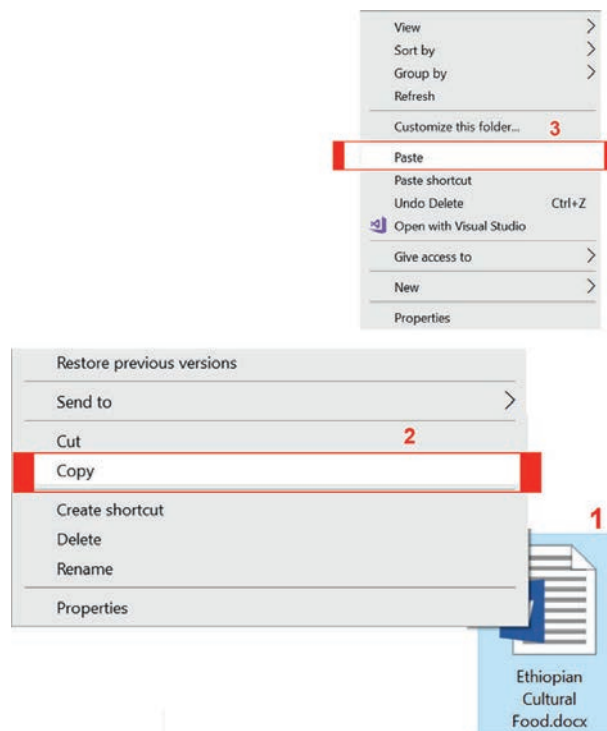 View
Sort by
Group by
Refresh
Customize this folder...
3
Paste
Paste shortcut
Undo Delete Ctrl+Z
Open with Visual Studio
Give access to
New
Properties
Restore previous versions
Send to
Cut
2
Copy
Create shortcut
Delete
Rename
Properties
1
Ethiopian
Cultural
Food.docx